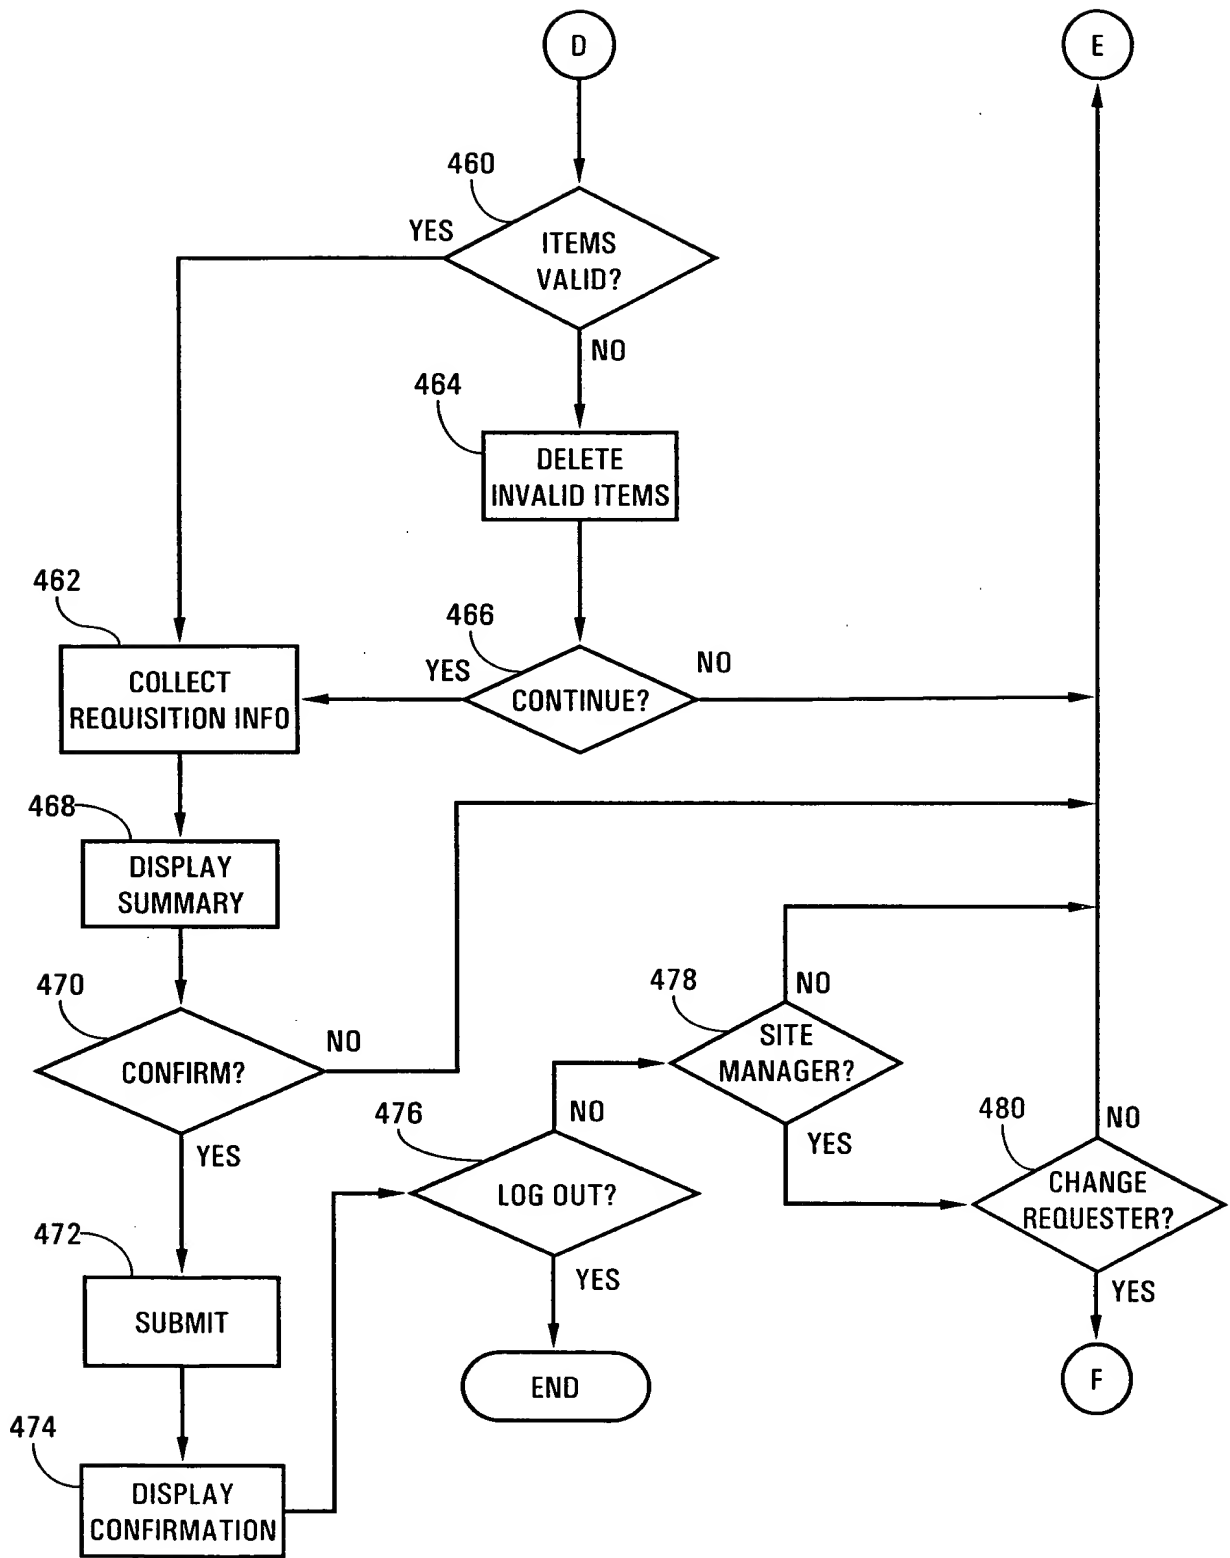 D
E
460
YES
ITEMS
VALID?
NO
464
DELETE
INVALID ITEMS
462
466
YES
NO
COLLECT
REQUISITION INFO
CONTINUE?
468
DISPLAY
SUMMARY
470
NO
CONFIRM?
YES
478
NO
SITE
MANAGER?
YES
476
NO
LOG OUT?
YES
480
NO
CHANGE
REQUESTER?
YES
472
SUBMIT
END
F
474
DISPLAY
CONFIRMATION